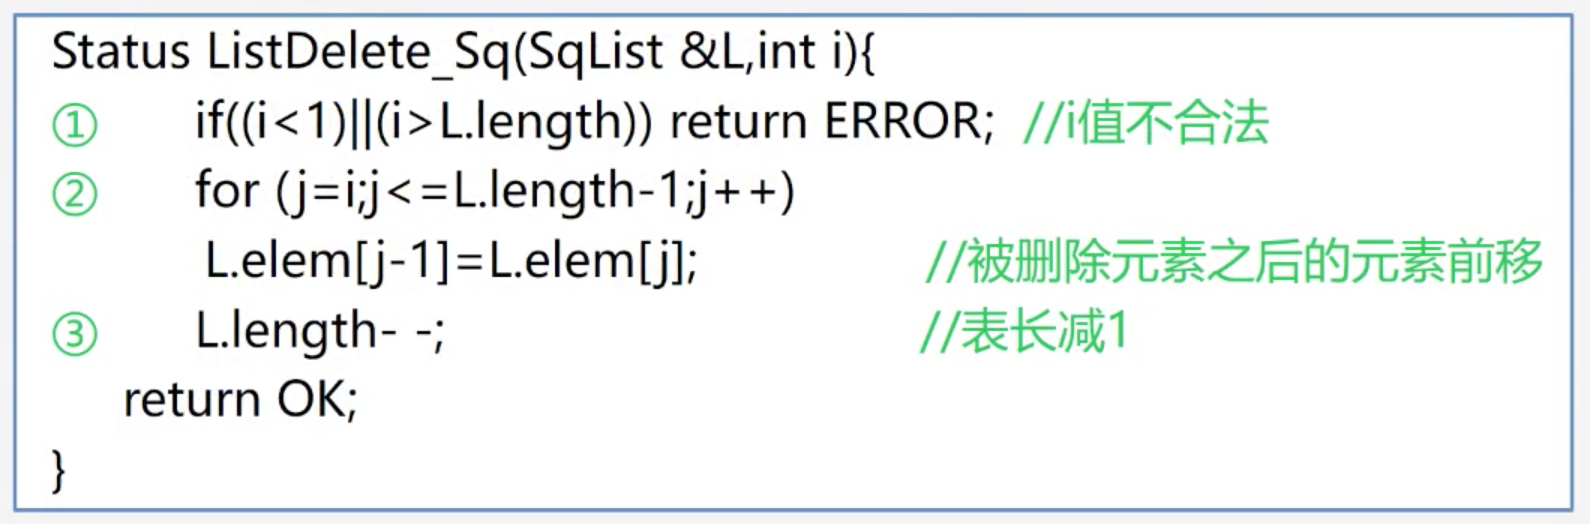 Status ListDelete_Sq(SqList &L,int i){
① if((i<1)||(i>L.length)) return ERROR; //i值不合法
② for (j=i;j<=L.length-1;j++)
L.elem[j-1]=L.elem[j]; //被删除元素之后的元素前移
③ L.length- -; //表长减1
return OK;
}